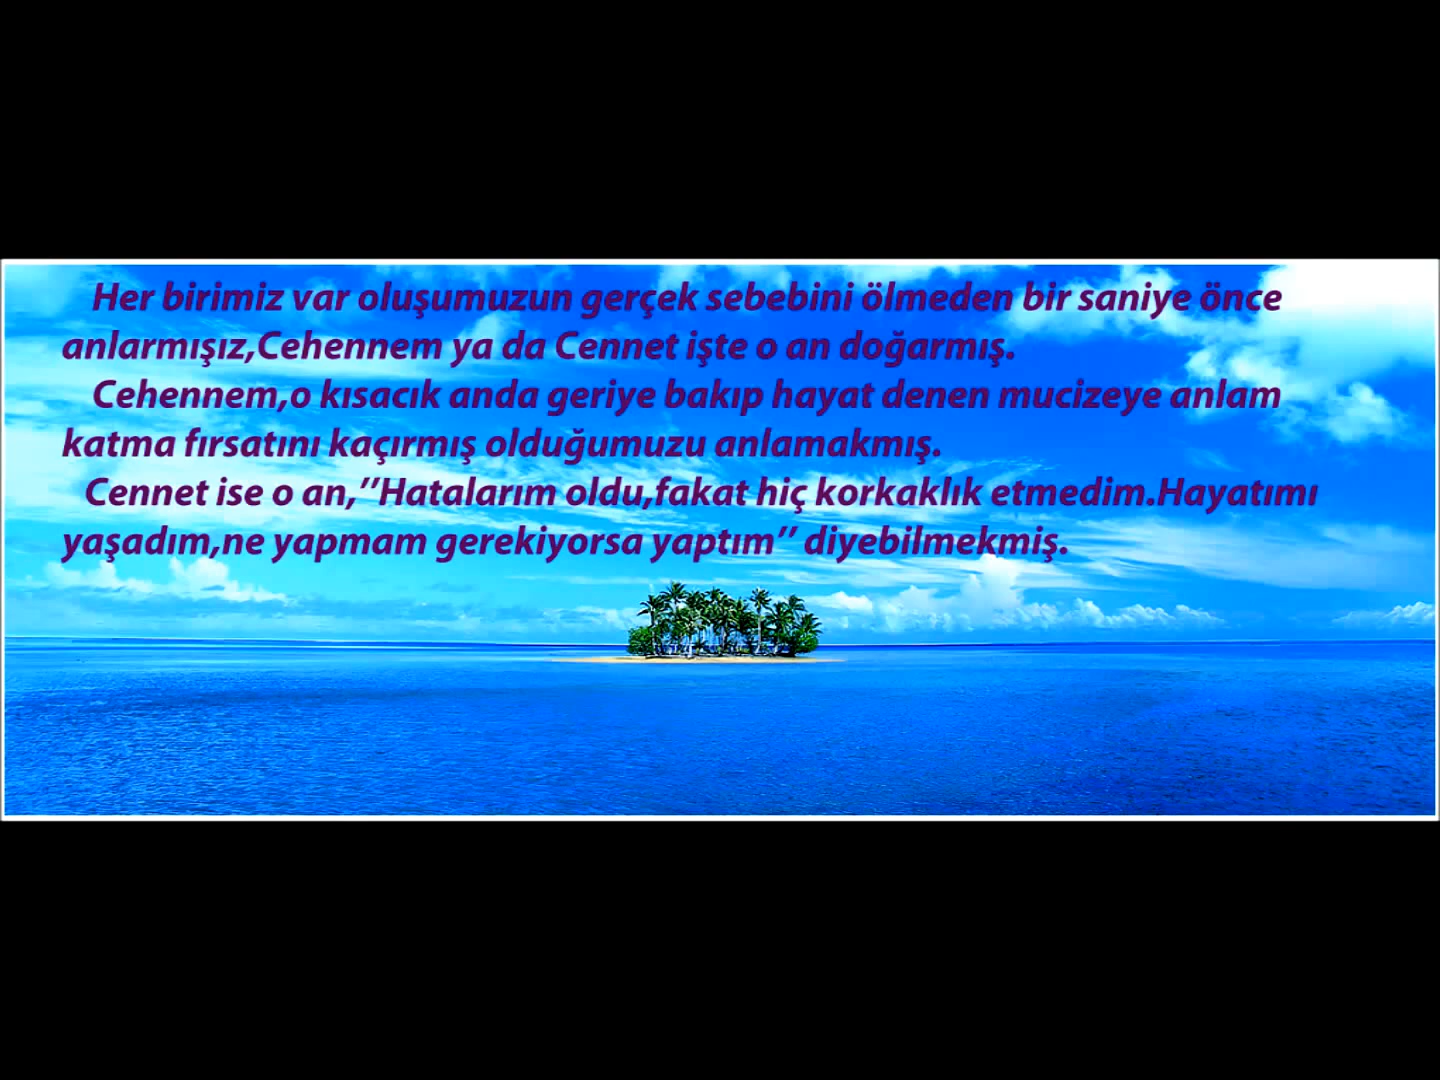 Her birimiz var oluşumuzun gerçek sebebini ölmeden bir saniye önce
anlarmışız,Cehennem ya da Cennet işte o an doğarmış.
Cehennem,o kısacık anda geriye bakıp hayat denen mucizeye anlam
katma fırsatını kaçırmış olduğumuzu anlamakmış.
Cennet ise o an,’’Hatalarım oldu,fakat hiç korkaklık etmedim.Hayatımı
yaşadım,ne yapmam gerekiyorsa yaptım’’ diyebilmekmiş.